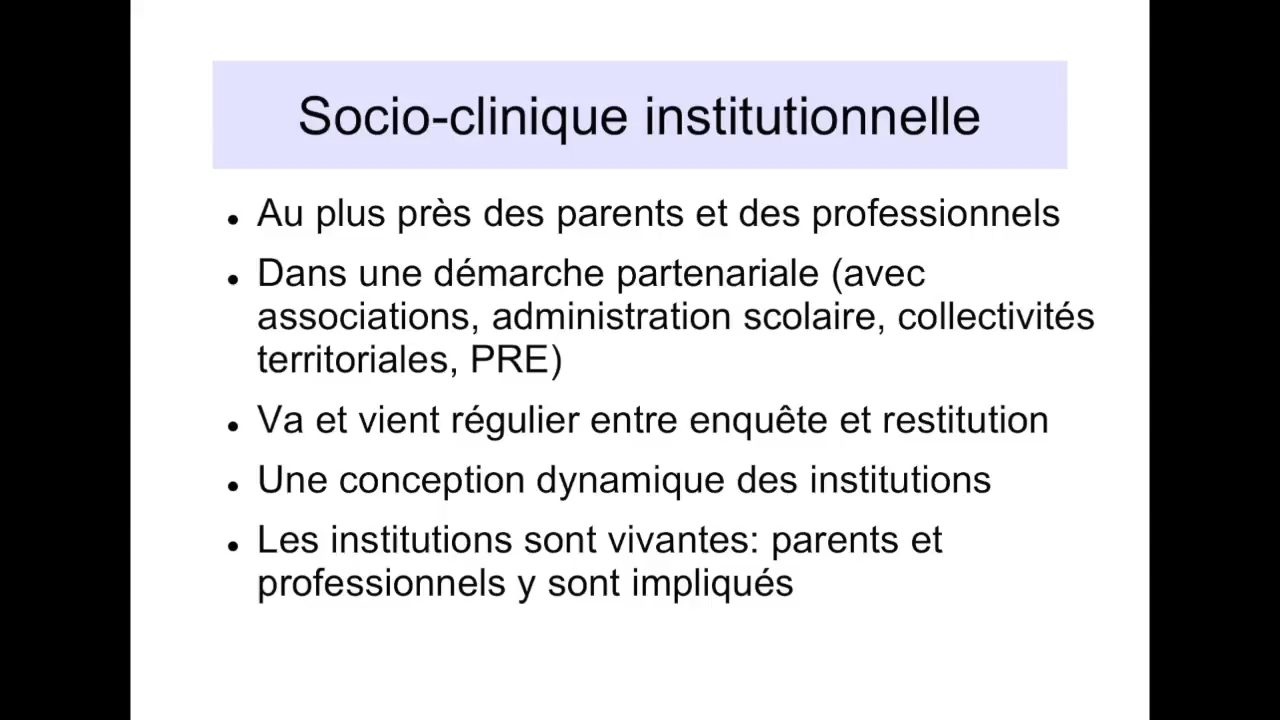 Socio-clinique institutionnelle
● Au plus près des parents et des professionnels
● Dans une démarche partenariale (avec
associations, administration scolaire, collectivités
territoriales, PRE)
● Va et vient régulier entre enquête et restitution
● Une conception dynamique des institutions
● Les institutions sont vivantes: parents et
professionnels y sont impliqués